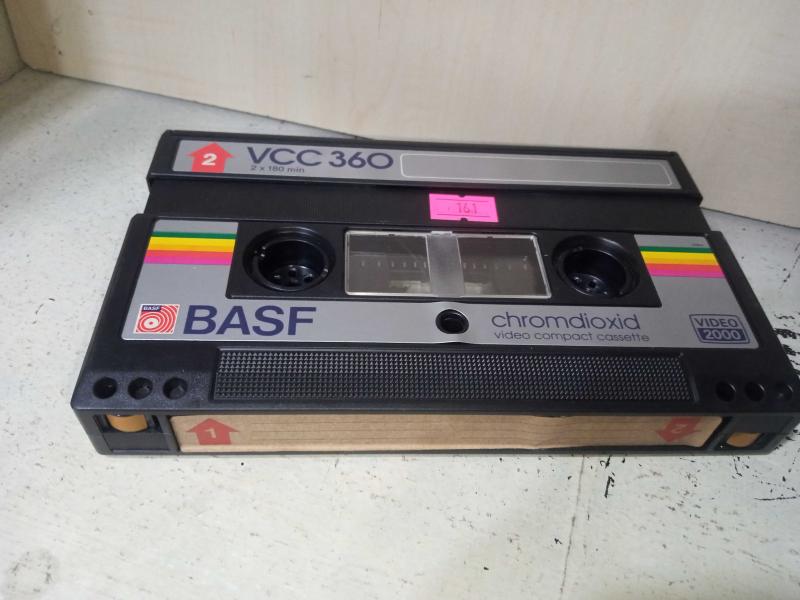 2
VCC 360
2 x 180 min
161
BASF
BASF
chromdioxid
video compact cassette
VIDEO
2000
1
2